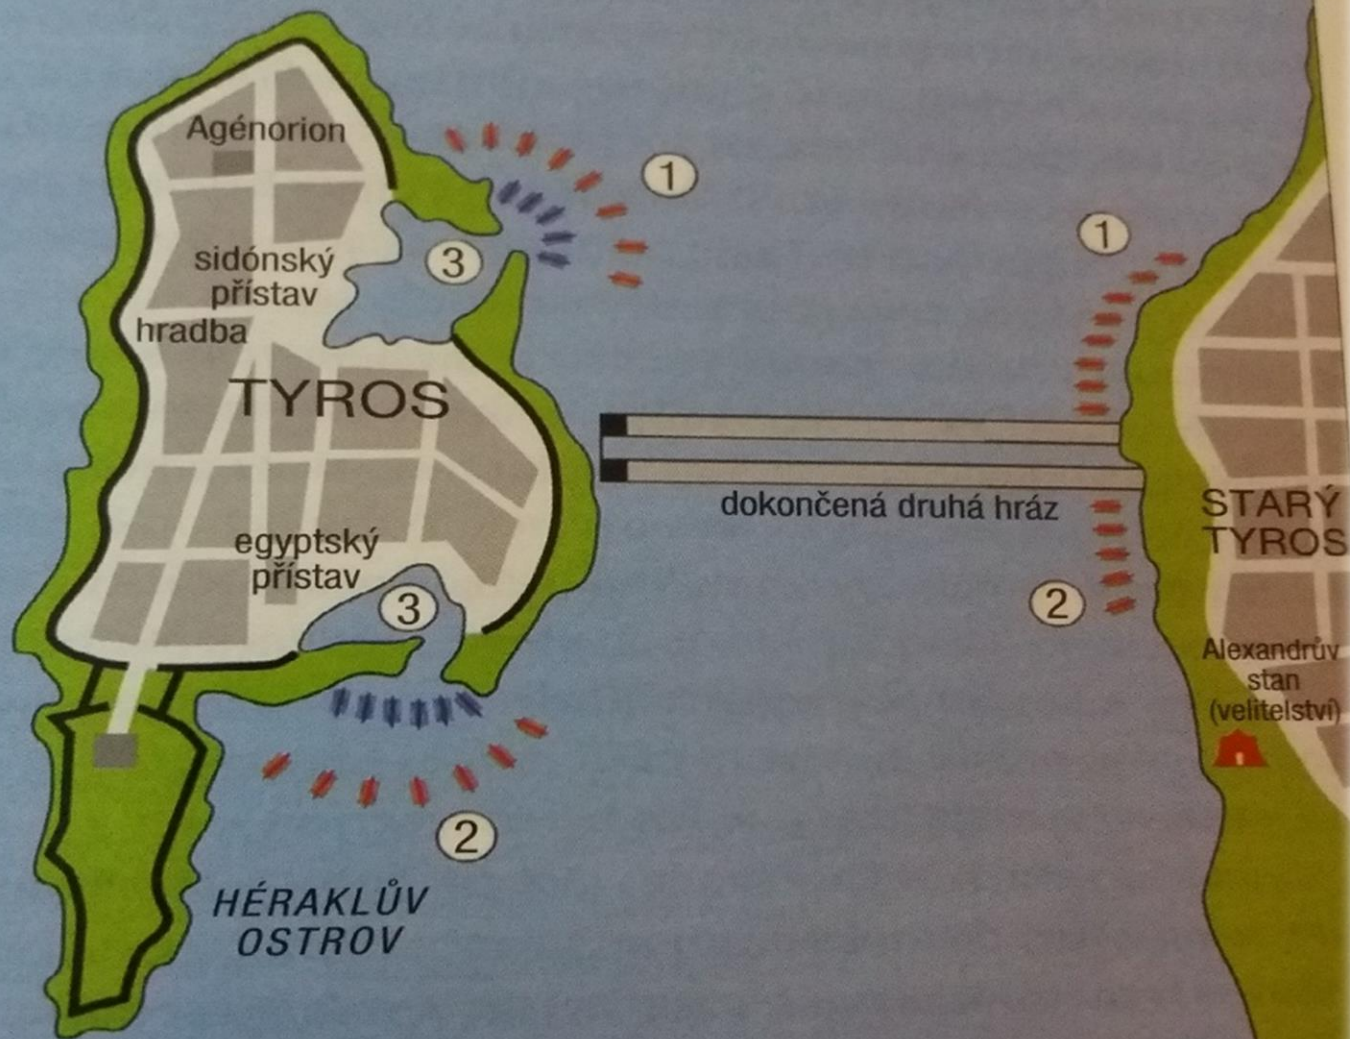 Agénorion
1
1
sidónský
přístav
3
hradba
TYROS
dokončená druhá hráz
STARÝ
TYROS
egyptský
přístav
3
2
Alexandrův
stan
(velitelství)
2
HÉRAKLŮV
OSTROV